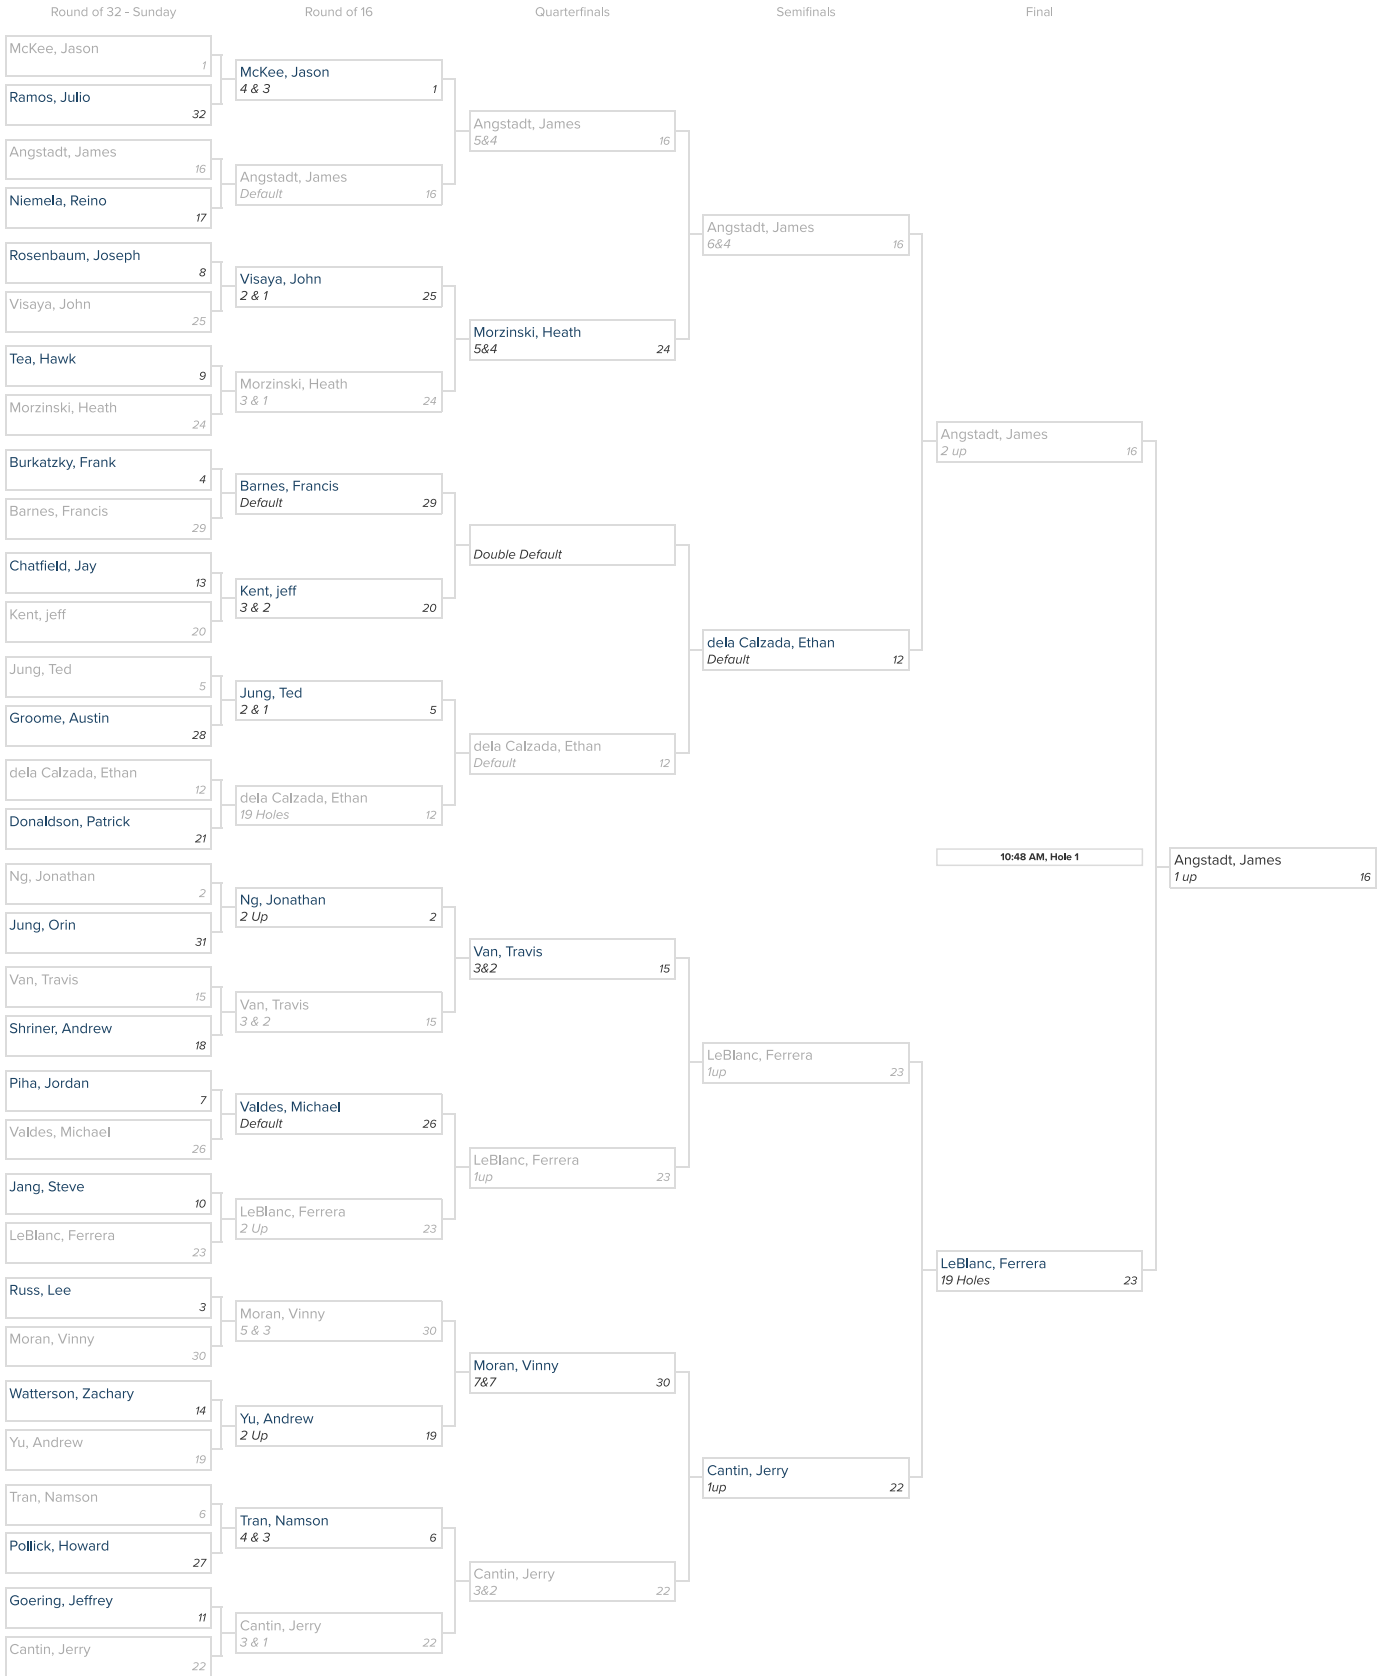 Round of 32 - Sunday
Round of 16
Quarterfinals
Semifinals
Final
McKee, Jason
1
Ramos, Julio
32
Angstadt, James
16
Niemela, Reino
17
Rosenbaum, Joseph
8
Visaya, John
25
Tea, Hawk
9
Morzinski, Heath
24
Burkatzky, Frank
4
Barnes, Francis
29
Chatfield, Jay
13
Kent, jeff
20
Jung, Ted
5
Groome, Austin
28
dela Calzada, Ethan
12
Donaldson, Patrick
21
Ng, Jonathan
2
Jung, Orin
31
Van, Travis
15
Shriner, Andrew
18
Piha, Jordan
7
Valdes, Michael
26
Jang, Steve
10
LeBlanc, Ferrera
23
Russ, Lee
3
Moran, Vinny
30
Watterson, Zachary
14
Yu, Andrew
19
Tran, Namson
6
Pollick, Howard
27
Goering, Jeffrey
11
Cantin, Jerry
22
McKee, Jason
4 & 3 1
Angstadt, James
Default 16
Visaya, John
2 & 1 25
Morzinski, Heath
3 & 1 24
Barnes, Francis
Default 29
Kent, jeff
3 & 2 20
Jung, Ted
2 & 1 5
dela Calzada, Ethan
19 Holes 12
Ng, Jonathan
2 Up 2
Van, Travis
3 & 2 15
Valdes, Michael
Default 26
LeBlanc, Ferrera
2 Up 23
Moran, Vinny
5 & 3 30
Yu, Andrew
2 Up 19
Tran, Namson
4 & 3 6
Cantin, Jerry
3 & 1 22
Angstadt, James
5&4 16
Morzinski, Heath
5&4 24
Double Default
dela Calzada, Ethan
Default 12
Van, Travis
3&2 15
LeBlanc, Ferrera
1up 23
Moran, Vinny
7&7 30
Cantin, Jerry
3&2 22
Angstadt, James
6&4 16
dela Calzada, Ethan
Default 12
LeBlanc, Ferrera
1up 23
Cantin, Jerry
1up 22
Angstadt, James
2 up 16
10:48 AM, Hole 1
LeBlanc, Ferrera
19 Holes 23
Angstadt, James
1 up 16